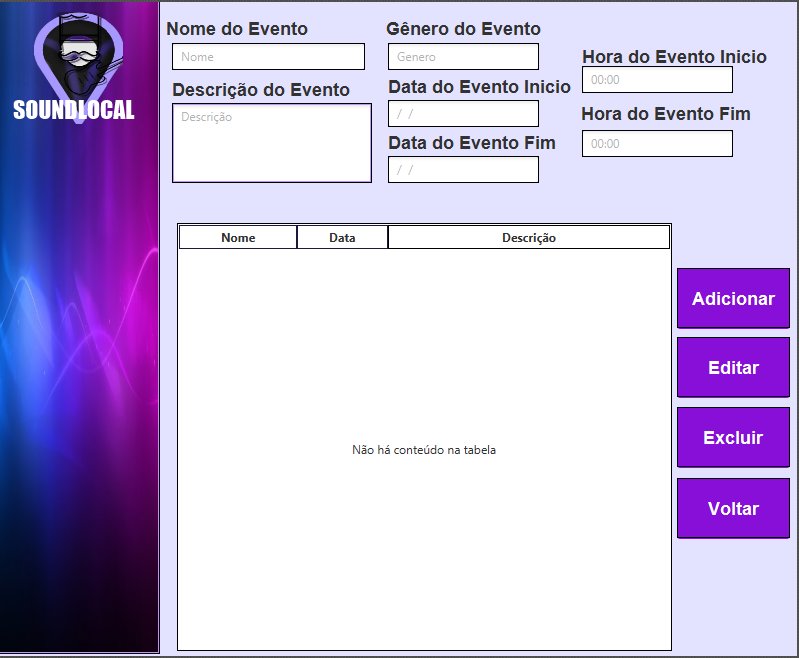 SOUNDLOCAL
Nome do Evento
Nome
Descrição do Evento
Descrição
Gênero do Evento
Genero
Data do Evento Inicio
/ /
Data do Evento Fim
/ /
Hora do Evento Inicio
00:00
Hora do Evento Fim
00:00
Nome Data Descrição
Não há conteúdo na tabela
Adicionar
Editar
Excluir
Voltar